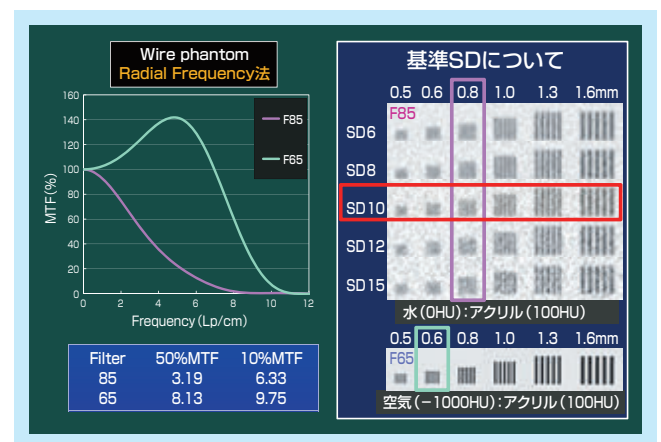 Wire phantom
Radial Frequency法
160
140
120
100
80
60
40
20
0
MTF(%)
F85
F65
0 2 4 6 8 10 12
Frequency(Lp/cm)
Filter 50%MTF 10%MTF
85 3.19 6.33
65 8.13 9.75
基準SDについて
0.5 0.6 0.8 1.0 1.3 1.6mm
F85
SD6
SD8
SD10
SD12
SD15
水(0HU):アクリル(100HU)
0.5 0.6 0.8 1.0 1.3 1.6mm
F65
空気(−1000HU):アクリル(100HU)